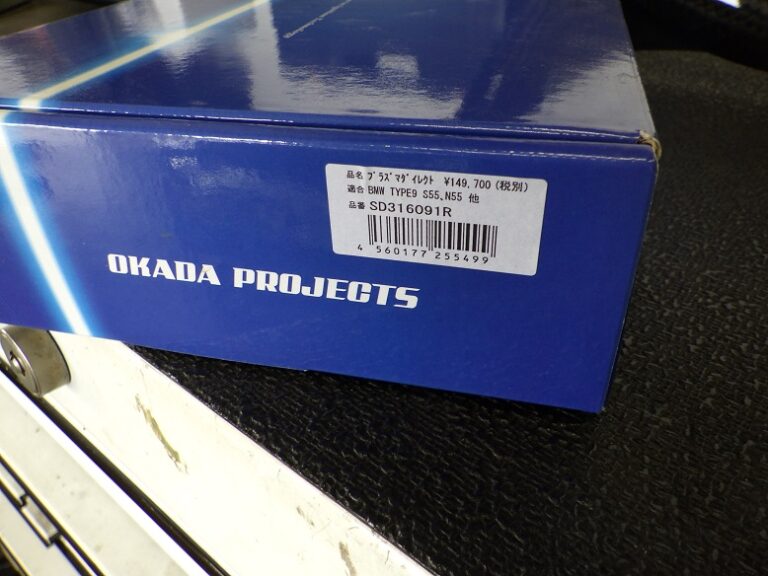 品名 プラズマダイレクト ¥149,700(税別)
適合 BMW TYPE9 S55、N55 他
品番 SD316091R
4 560177 255499
OKADA PROJECTS